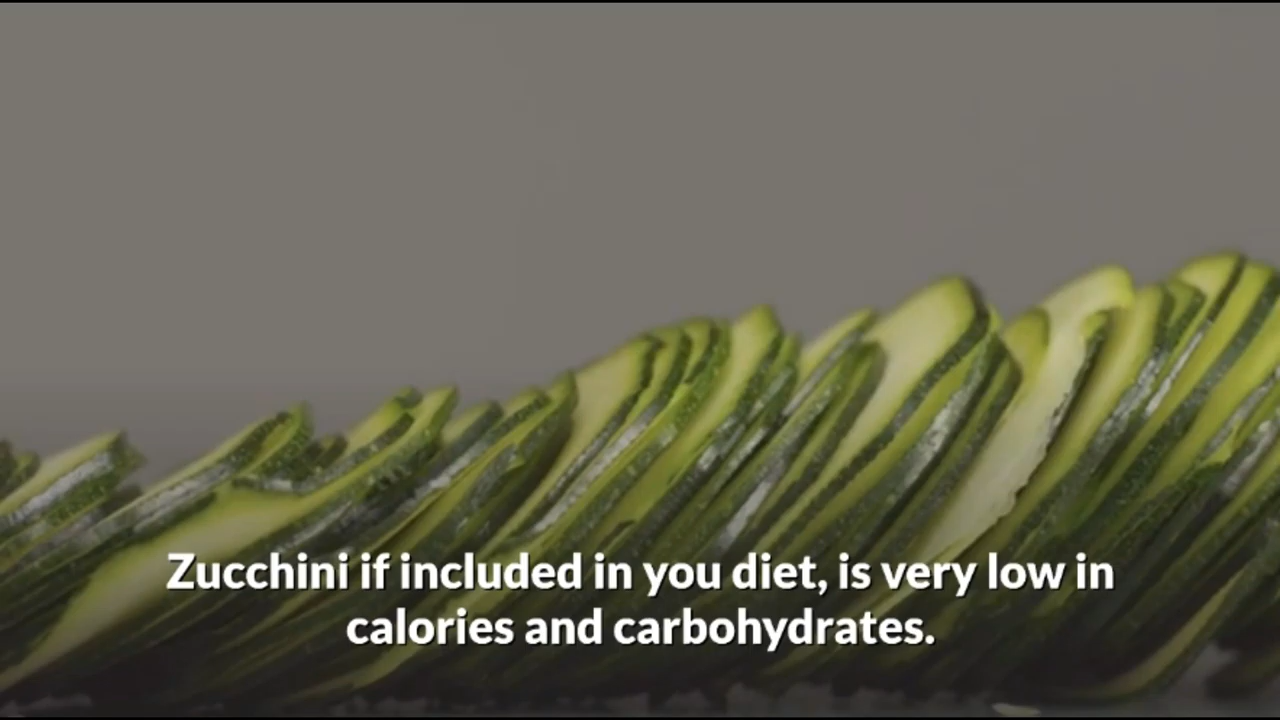 Zucchini if included in you diet, is very low in
calories and carbohydrates.